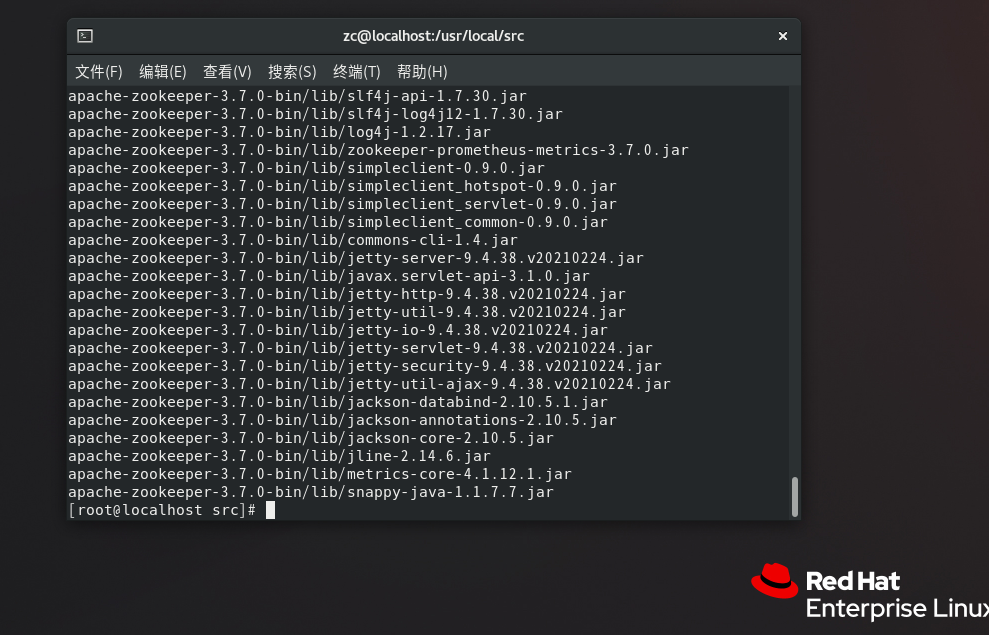 zc@localhost:/usr/local/src
文件(F) 编辑(E) 查看(V) 搜索(S) 终端(T) 帮助(H)
apache-zookeeper-3.7.0-bin/lib/slf4j-api-1.7.30.jar
apache-zookeeper-3.7.0-bin/lib/slf4j-log4j12-1.7.30.jar
apache-zookeeper-3.7.0-bin/lib/log4j-1.2.17.jar
apache-zookeeper-3.7.0-bin/lib/zookeeper-prometheus-metrics-3.7.0.jar
apache-zookeeper-3.7.0-bin/lib/simpleclient-0.9.0.jar
apache-zookeeper-3.7.0-bin/lib/simpleclient_hotspot-0.9.0.jar
apache-zookeeper-3.7.0-bin/lib/simpleclient_servlet-0.9.0.jar
apache-zookeeper-3.7.0-bin/lib/simpleclient_common-0.9.0.jar
apache-zookeeper-3.7.0-bin/lib/commons-cli-1.4.jar
apache-zookeeper-3.7.0-bin/lib/jetty-server-9.4.38.v20210224.jar
apache-zookeeper-3.7.0-bin/lib/javax.servlet-api-3.1.0.jar
apache-zookeeper-3.7.0-bin/lib/jetty-http-9.4.38.v20210224.jar
apache-zookeeper-3.7.0-bin/lib/jetty-util-9.4.38.v20210224.jar
apache-zookeeper-3.7.0-bin/lib/jetty-io-9.4.38.v20210224.jar
apache-zookeeper-3.7.0-bin/lib/jetty-servlet-9.4.38.v20210224.jar
apache-zookeeper-3.7.0-bin/lib/jetty-security-9.4.38.v20210224.jar
apache-zookeeper-3.7.0-bin/lib/jetty-util-ajax-9.4.38.v20210224.jar
apache-zookeeper-3.7.0-bin/lib/jackson-databind-2.10.5.1.jar
apache-zookeeper-3.7.0-bin/lib/jackson-annotations-2.10.5.jar
apache-zookeeper-3.7.0-bin/lib/jackson-core-2.10.5.jar
apache-zookeeper-3.7.0-bin/lib/jline-2.14.6.jar
apache-zookeeper-3.7.0-bin/lib/metrics-core-4.1.12.1.jar
apache-zookeeper-3.7.0-bin/lib/snappy-java-1.1.7.7.jar
[root@localhost src]#
Red Hat
Enterprise Linux